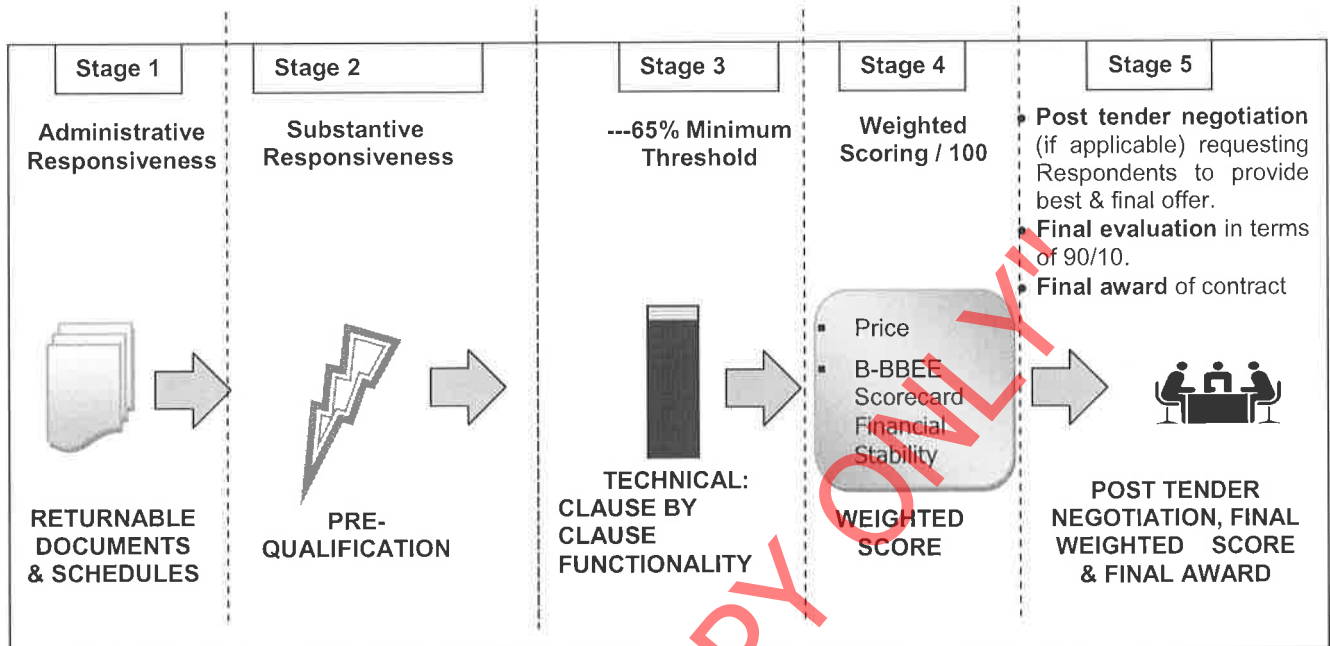 Stage 1
Administrative
Responsiveness
RETURNABLE
DOCUMENTS
& SCHEDULES
Stage 2
Substantive
Responsiveness
PRE-
QUALIFICATION
Stage 3
---65% Minimum
Threshold
TECHNICAL:
CLAUSE BY
CLAUSE
FUNCTIONALITY
Stage 4
Weighted
Scoring / 100
▪ Price
▪ B-BBEE
Scorecard
Financial
Stability
WEIGHTED
SCORE
Stage 5
• Post tender negotiation
(if applicable) requesting
Respondents to provide
best & final offer.
• Final evaluation in terms
of 90/10.
• Final award of contract
POST TENDER
NEGOTIATION, FINAL
WEIGHTED SCORE
& FINAL AWARD
PY ONLY"